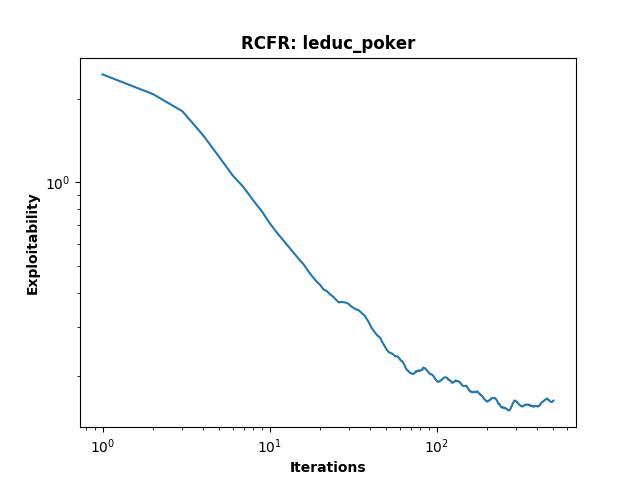 RCFR: leduc_poker
Exploitability
10⁰
10⁰
10¹
10²
Iterations